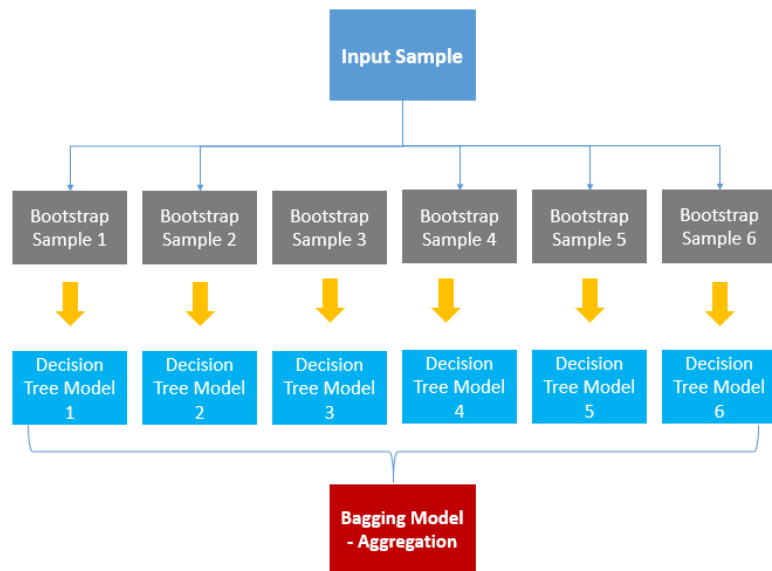 Input Sample
Bootstrap
Sample 1
Bootstrap
Sample 2
Bootstrap
Sample 3
Bootstrap
Sample 4
Bootstrap
Sample 5
Bootstrap
Sample 6
Decision
Tree Model
1
Decision
Tree Model
2
Decision
Tree Model
3
Decision
Tree Model
4
Decision
Tree Model
5
Decision
Tree Model
6
Bagging Model
- Aggregation